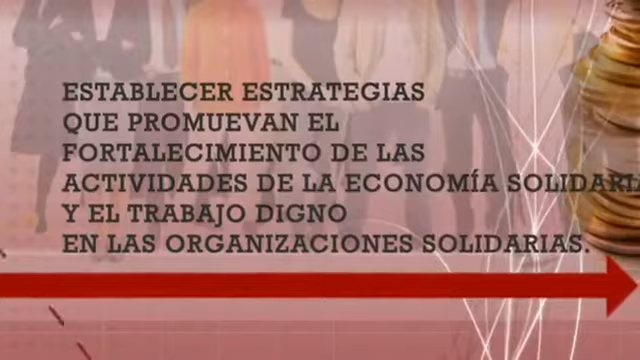 ESTABLECER ESTRATEGIAS
QUE PROMUEVAN EL
FORTALECIMIENTO DE LAS
ACTIVIDADES DE LA ECONOMÍA SOLIDARI
Y EL TRABAJO DIGNO
EN LAS ORGANIZACIONES SOLIDARIAS.